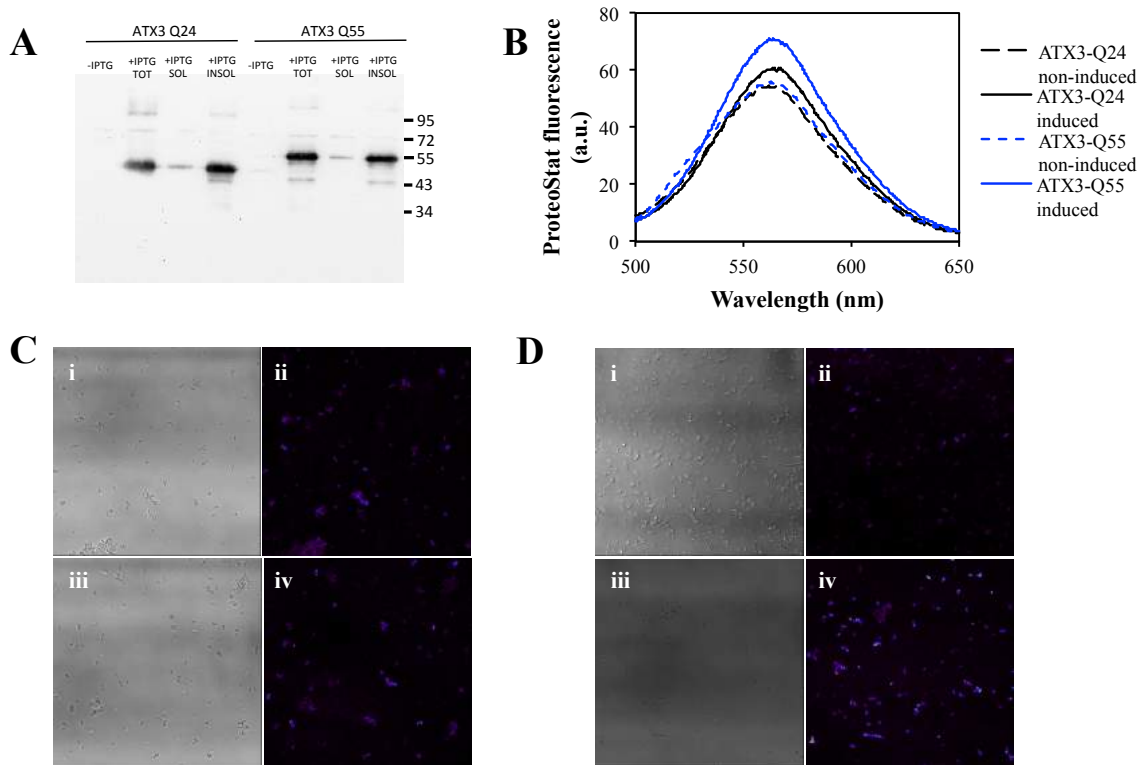 A
ATX3 Q24
ATX3 Q55
-IPTG
+IPTG TOT
+IPTG SOL
+IPTG INSOL
-IPTG
+IPTG TOT
+IPTG SOL
+IPTG INSOL
95
72
55
43
34
B
ProteoStat fluorescence
(a.u.)
80
60
40
20
0
500
550
600
650
Wavelength (nm)
ATX3-Q24
non-induced
ATX3-Q24
induced
ATX3-Q55
non-induced
ATX3-Q55
induced
C
i
ii
iii
iv
D
i
ii
iii
iv